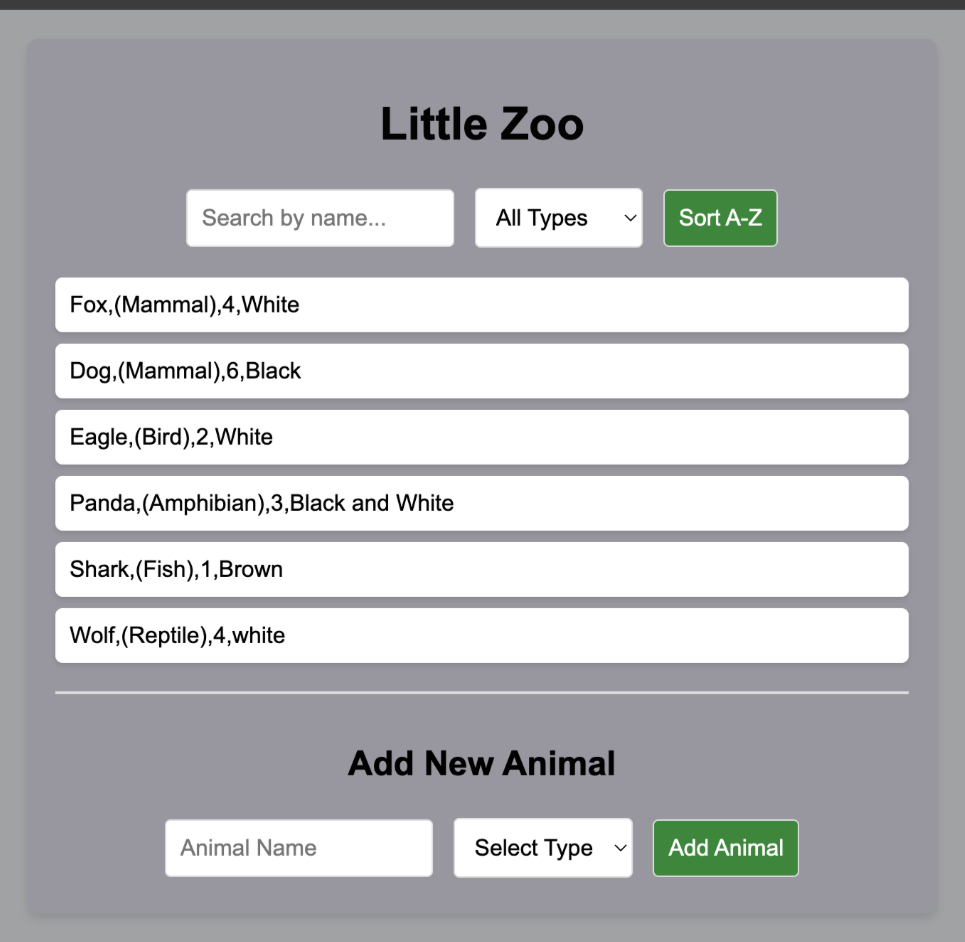 Little Zoo
Search by name... All Types Sort A-Z
Fox,(Mammal),4,White
Dog,(Mammal),6,Black
Eagle,(Bird),2,White
Panda,(Amphibian),3,Black and White
Shark,(Fish),1,Brown
Wolf,(Reptile),4,white
Add New Animal
Animal Name Select Type Add Animal